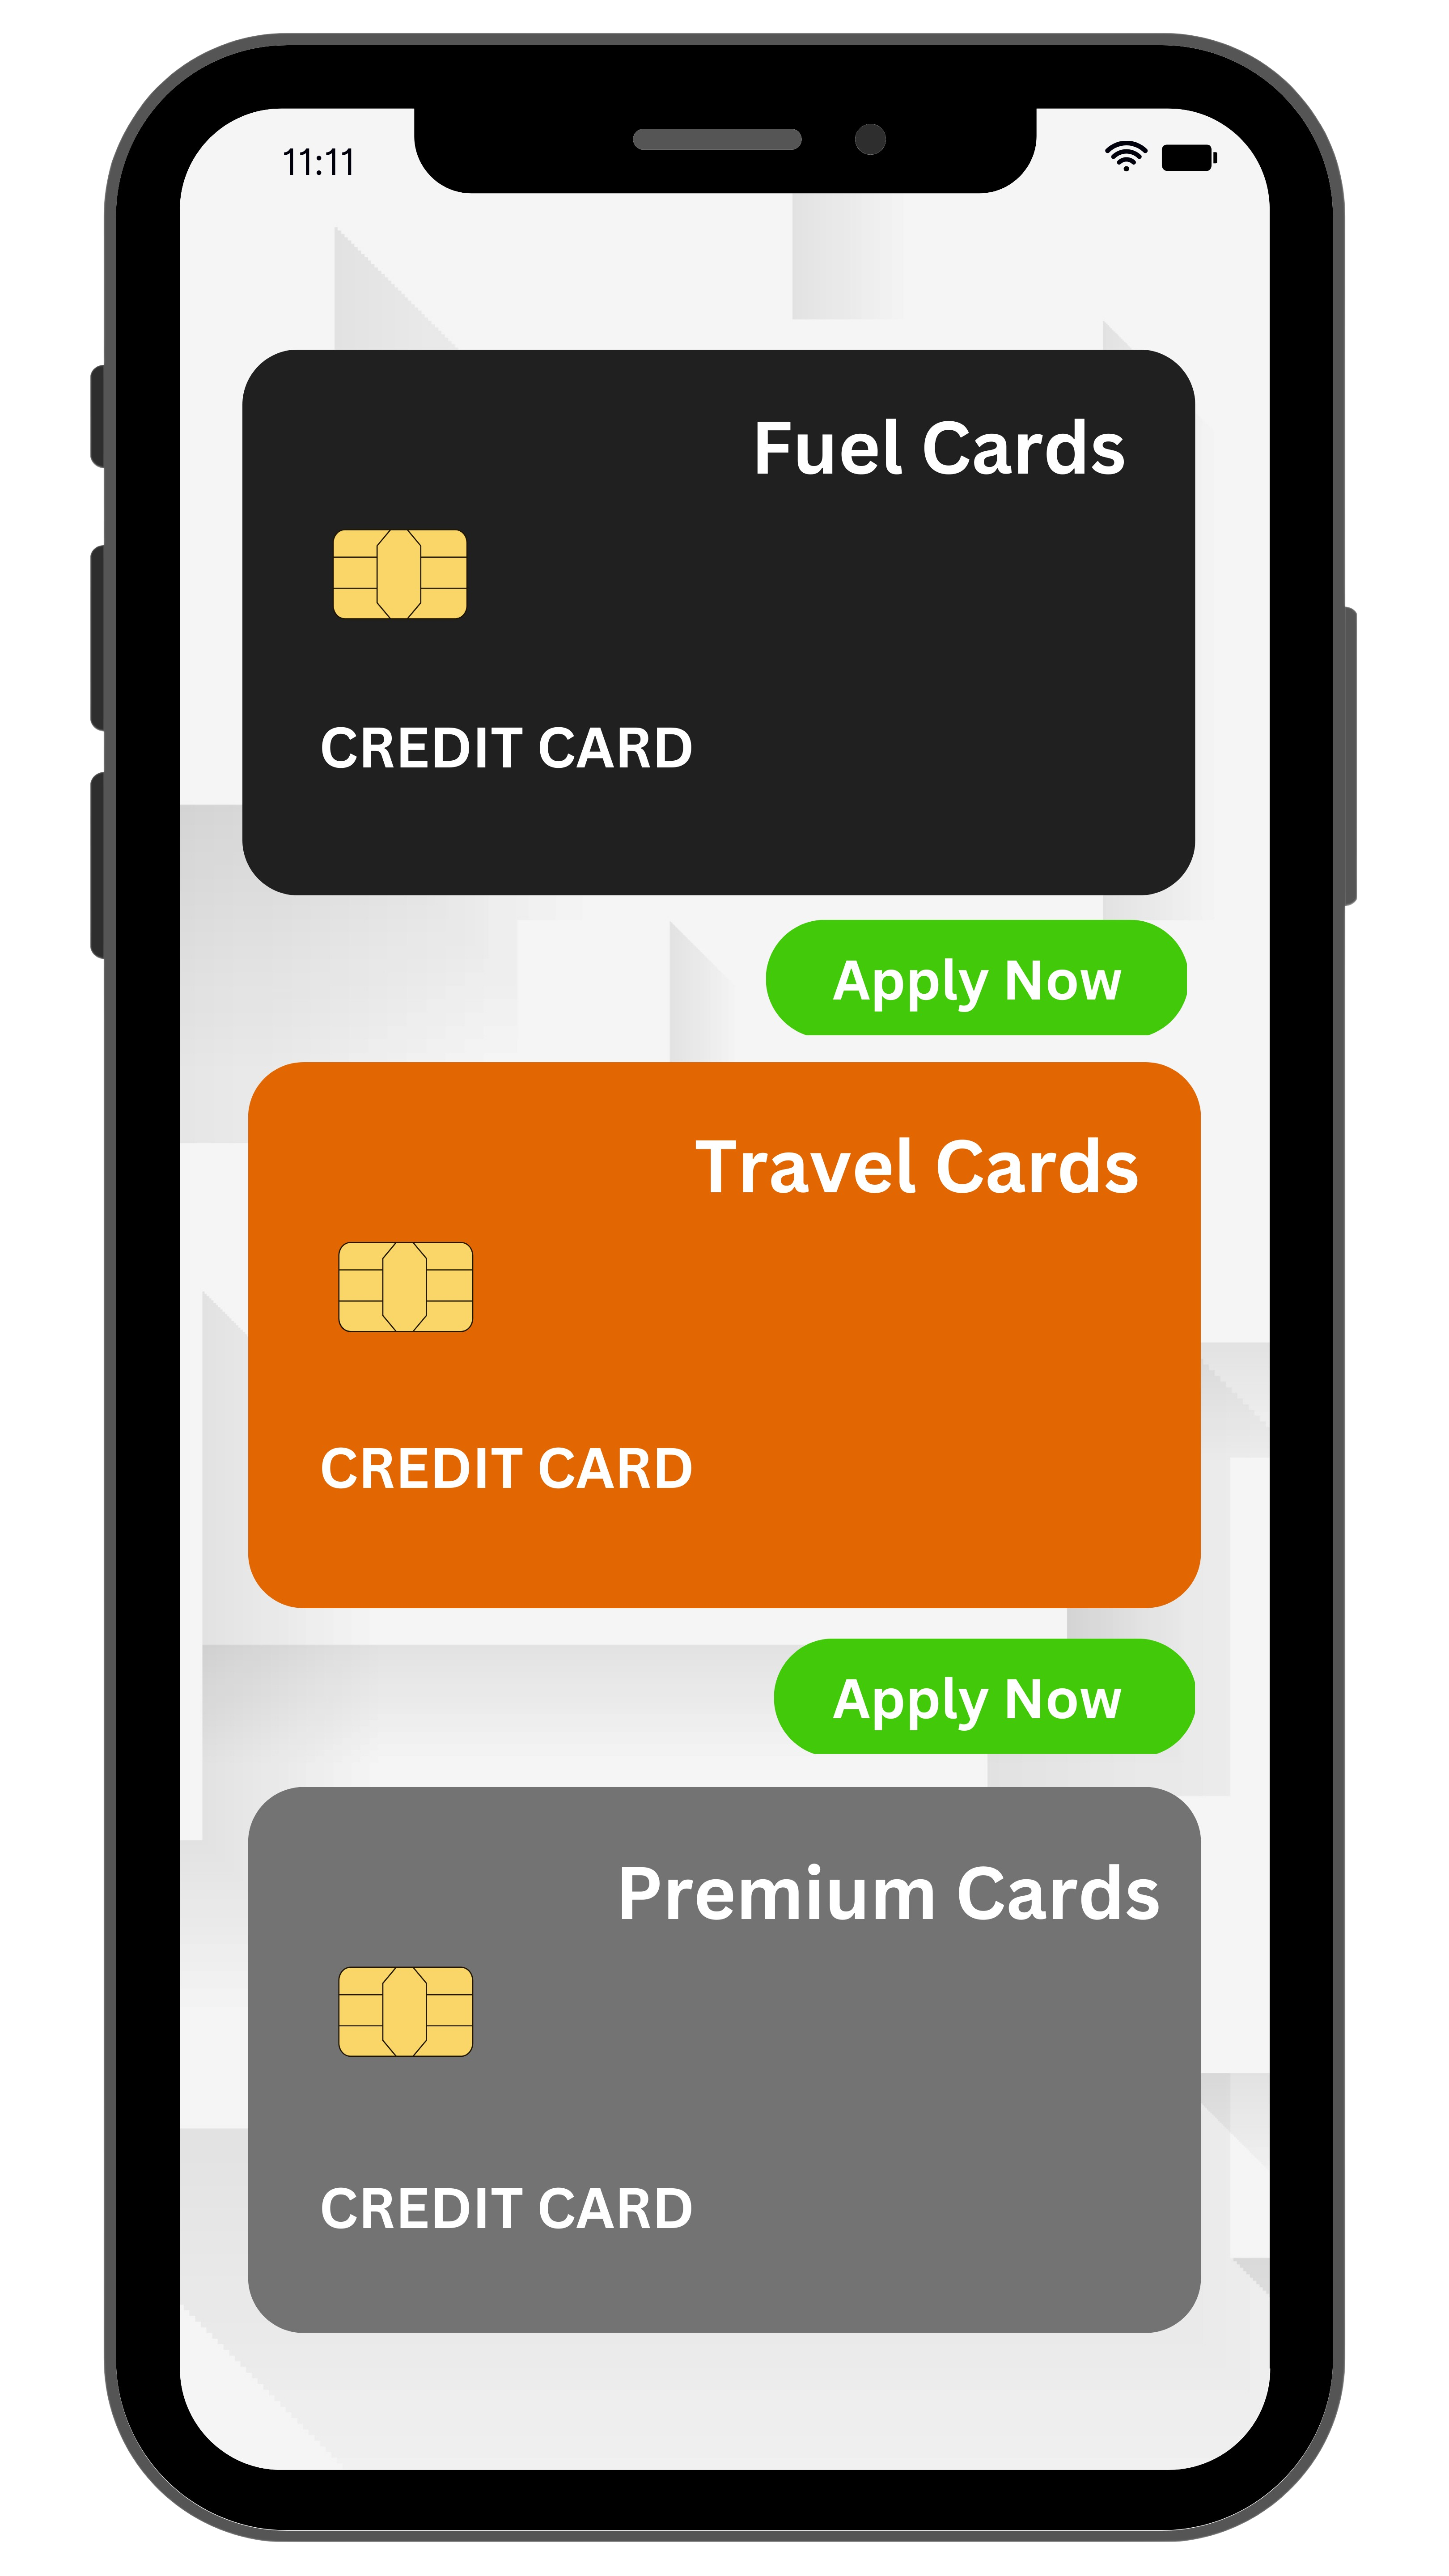 11:11
Fuel Cards
CREDIT CARD
Apply Now
Travel Cards
CREDIT CARD
Apply Now
Premium Cards
CREDIT CARD